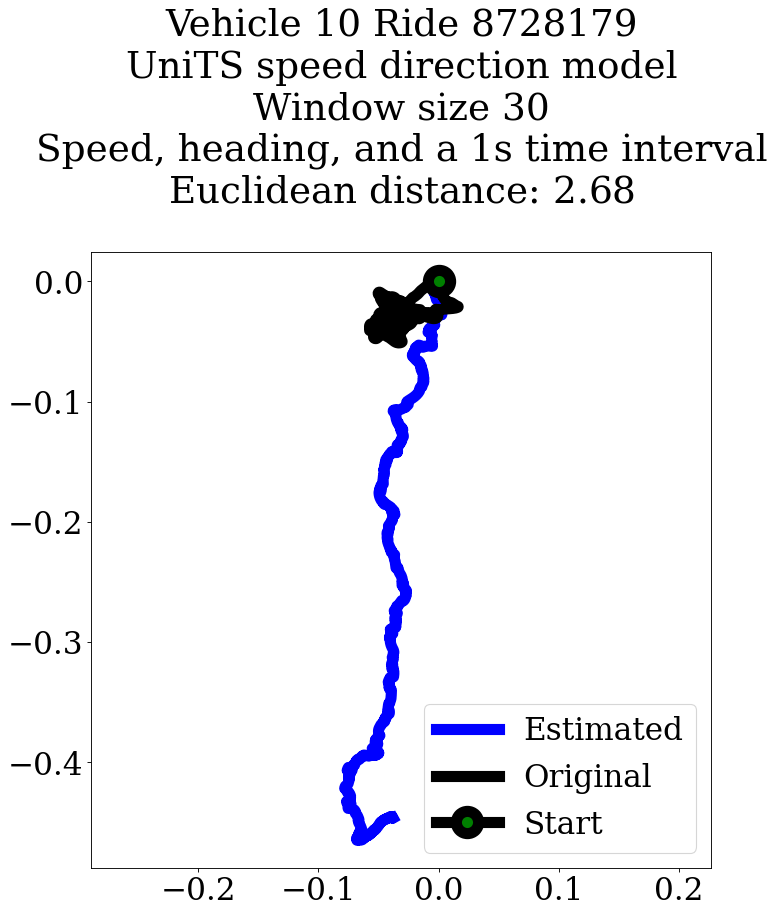 Vehicle 10 Ride 8728179
UniTS speed direction model
Window size 30
Speed, heading, and a 1s time interval
Euclidean distance: 2.68
0.0
−0.1
−0.2
−0.3
−0.4
Estimated
Original
Start
−0.2
−0.1
0.0
0.1
0.2